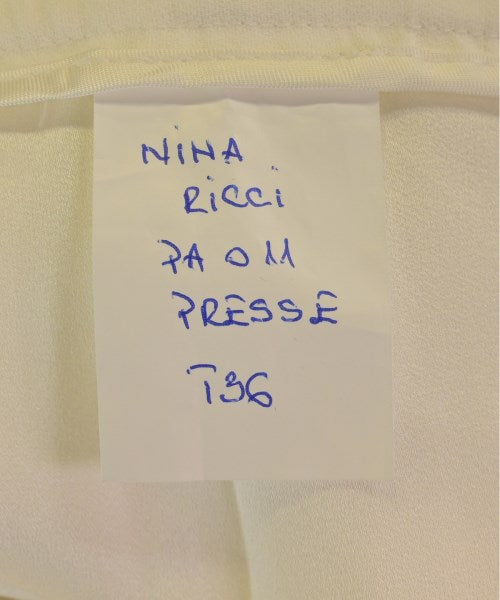 NINA
RICCI
PA 011
PRESSE
T36